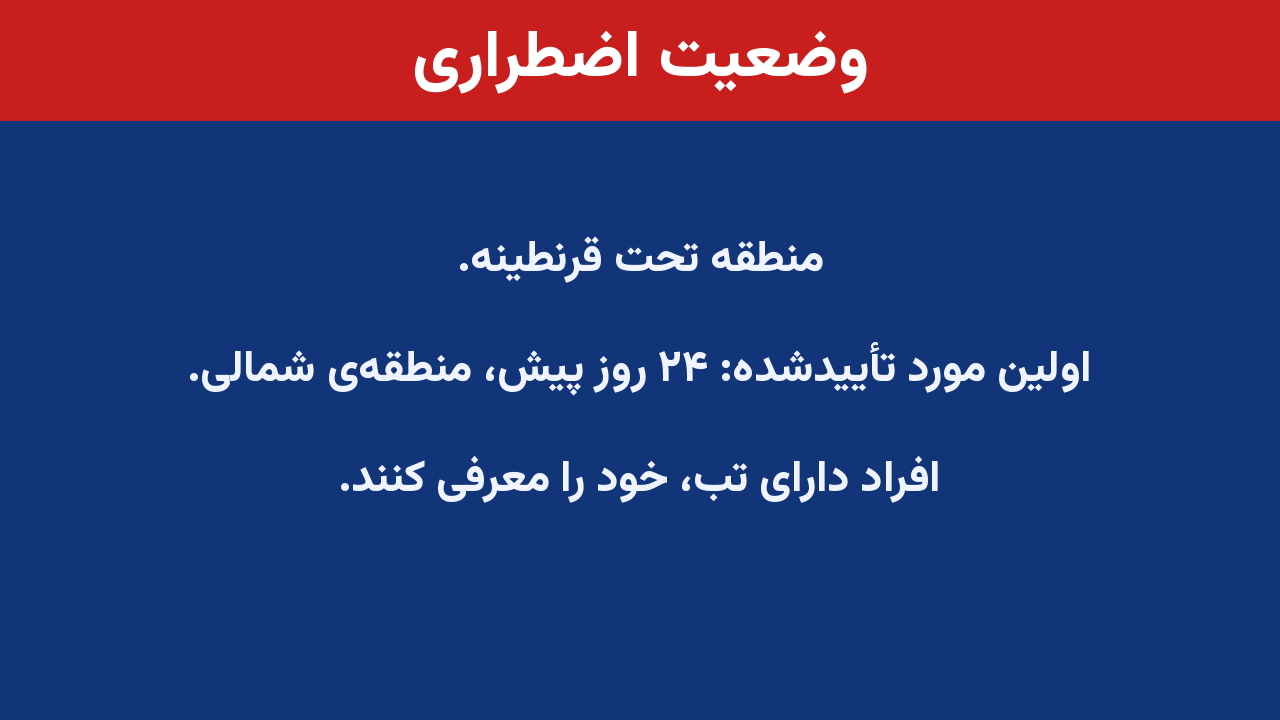 وضعیت اضطراری
منطقه تحت قرنطینه.
اولین مورد تأییدشده: ۲۴ روز پیش، منطقه‌ی شمالی.
افراد دارای تب، خود را معرفی کنند.